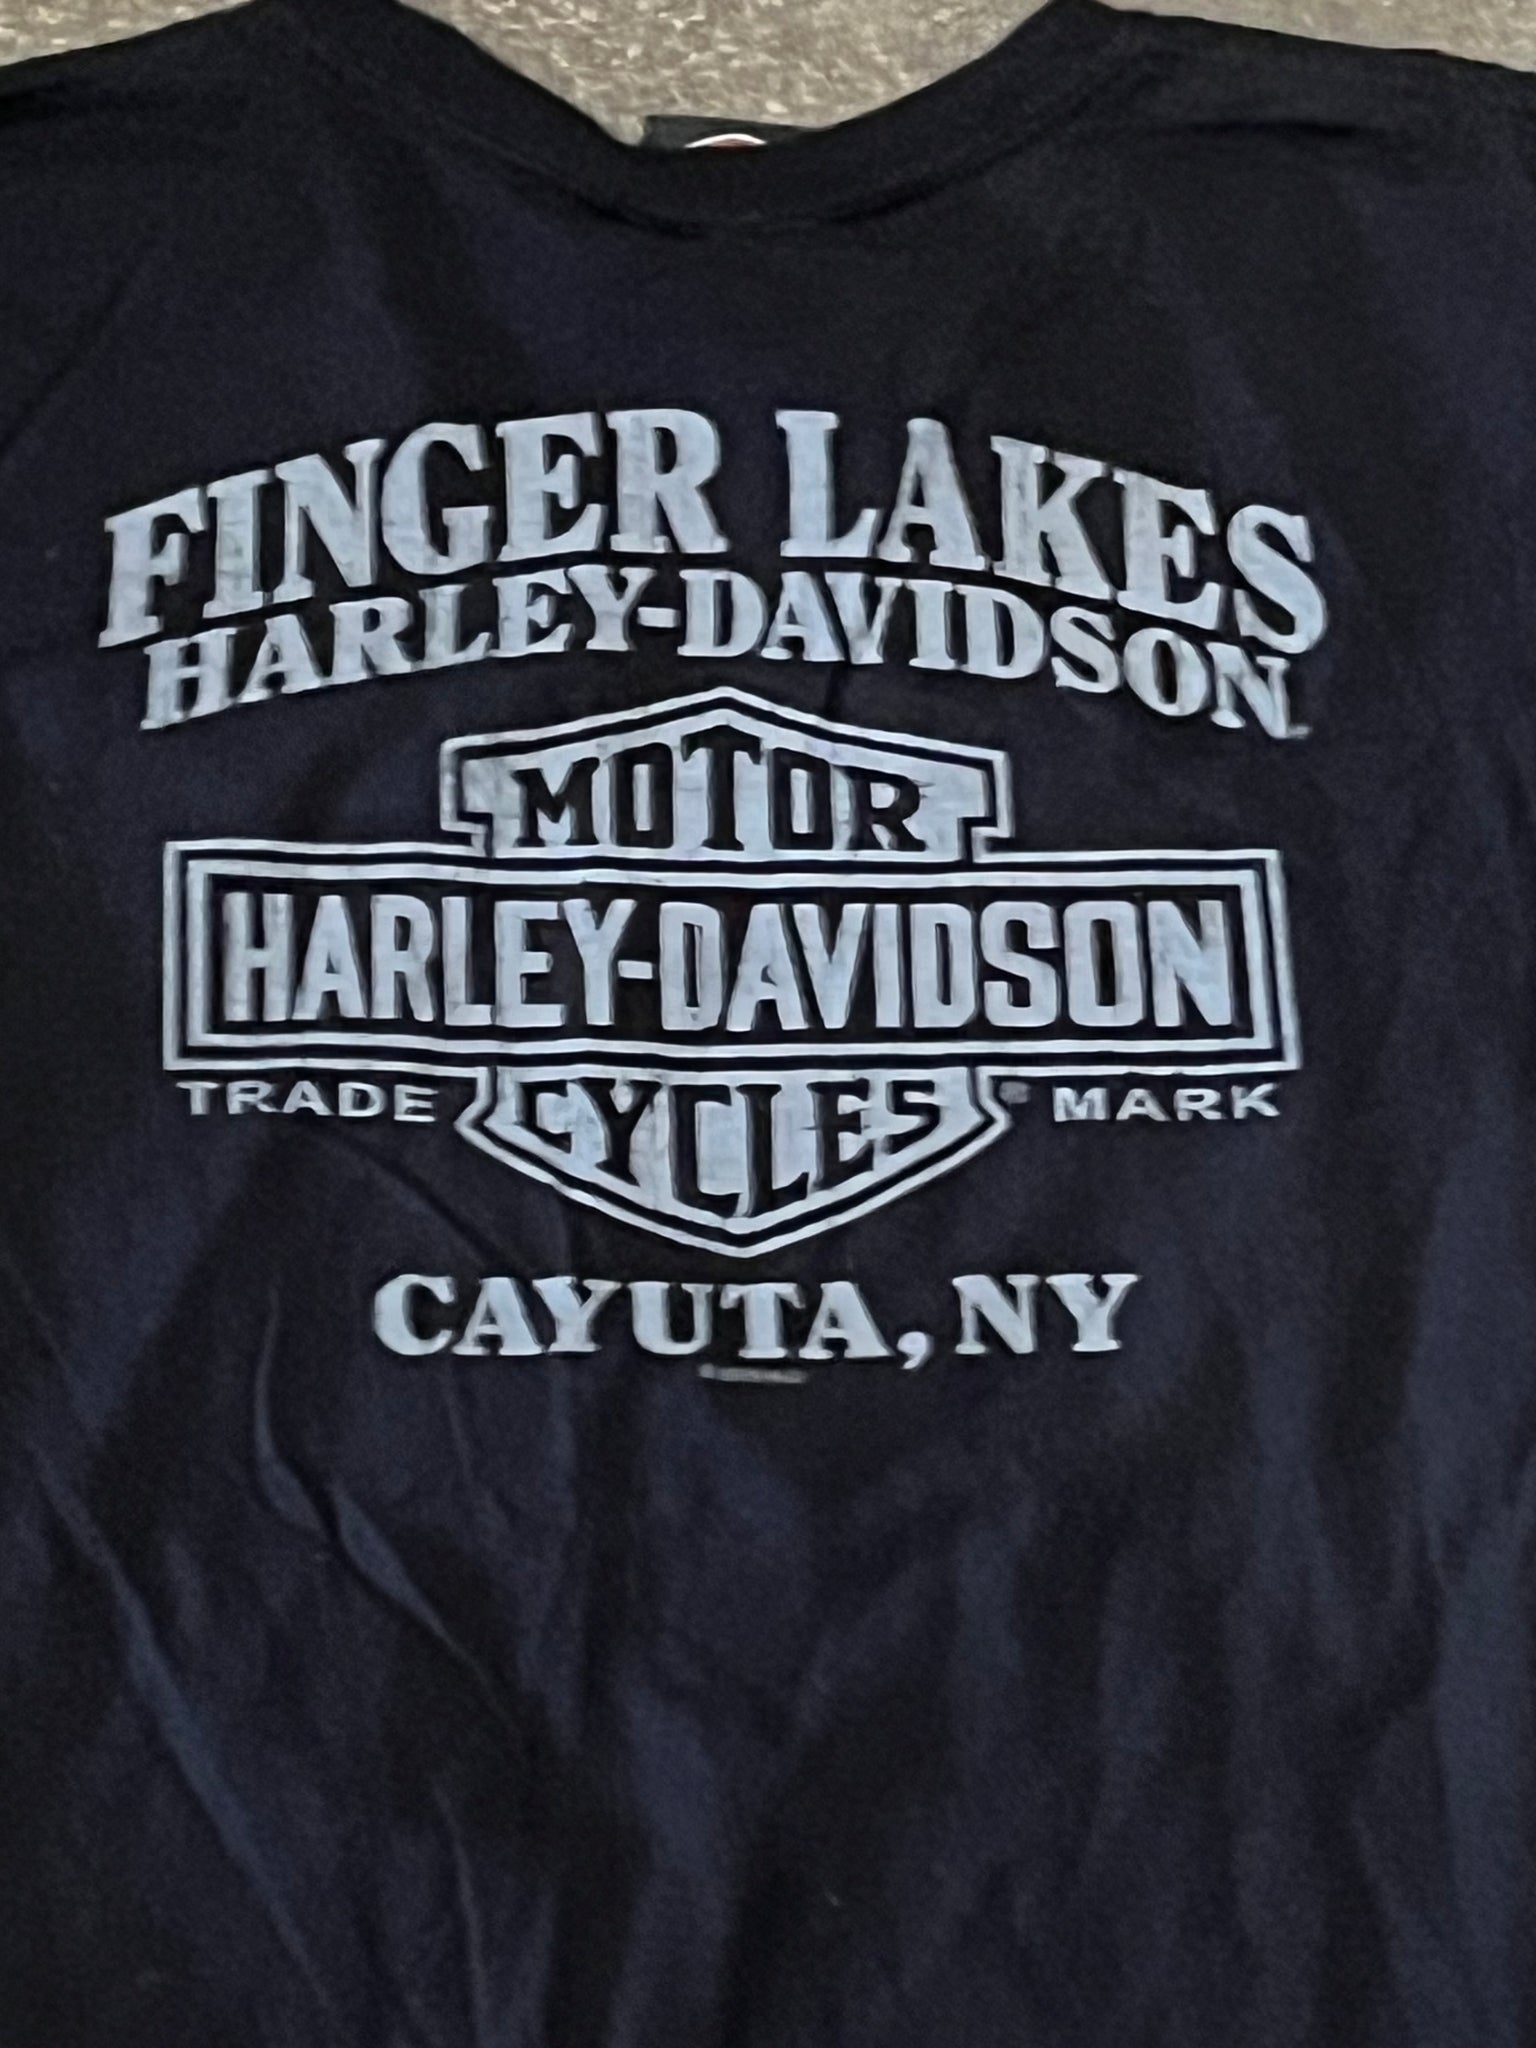 FINGER LAKES
HARLEY-DAVIDSON
MOTOR
HARLEY-DAVIDSON
TRADE ® MARK
CYCLES
CAYUTA, NY